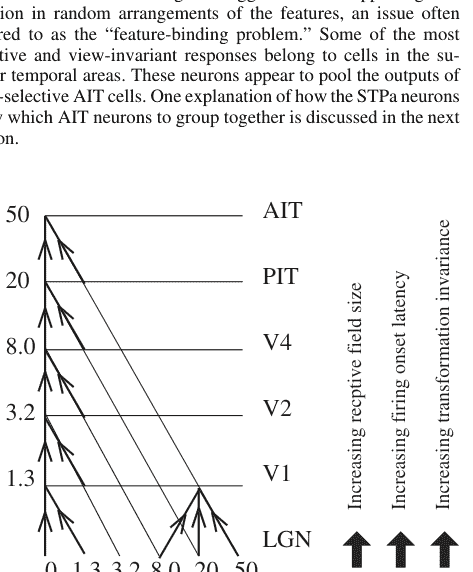 tion in random arrangements of the features, an issue often
red to as the “feature-binding problem.” Some of the most
tive and view-invariant responses belong to cells in the su-
r temporal areas. These neurons appear to pool the outputs of
-selective AIT cells. One explanation of how the STPa neurons
which AIT neurons to group together is discussed in the next
on.
50 AIT
20 PIT
8.0 V4
3.2 V2
1.3 V1
LGN
0 1.3 3.2 8.0 20 50
Increasing recptive field size
Increasing firing onset latency
Increasing transformation invariance